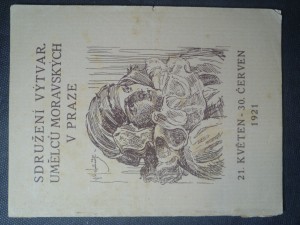 SDRUŽENÍ VÝTVAR.
UMĚLCŮ MORAVSKÝCH
V PRAZE
21. KVĚTEN - 30. ČERVEN
1921